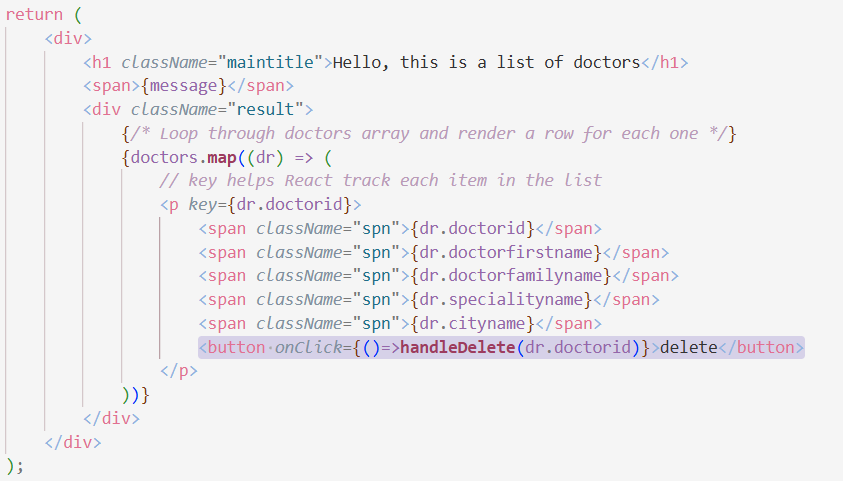 return (
<div>
<h1 className="maintitle">Hello, this is a list of doctors</h1>
<span>{message}</span>
<div className="result">
{/* Loop through doctors array and render a row for each one */}
{doctors.map((dr) => (
// key helps React track each item in the list
<p key={dr.doctorid}>
<span className="spn">{dr.doctorid}</span>
<span className="spn">{dr.doctorfirstname}</span>
<span className="spn">{dr.doctorfamilyname}</span>
<span className="spn">{dr.specialityname}</span>
<span className="spn">{dr.cityname}</span>
<button onClick={()=>handleDelete(dr.doctorid)}>delete</button>
</p>
))}
</div>
</div>
);